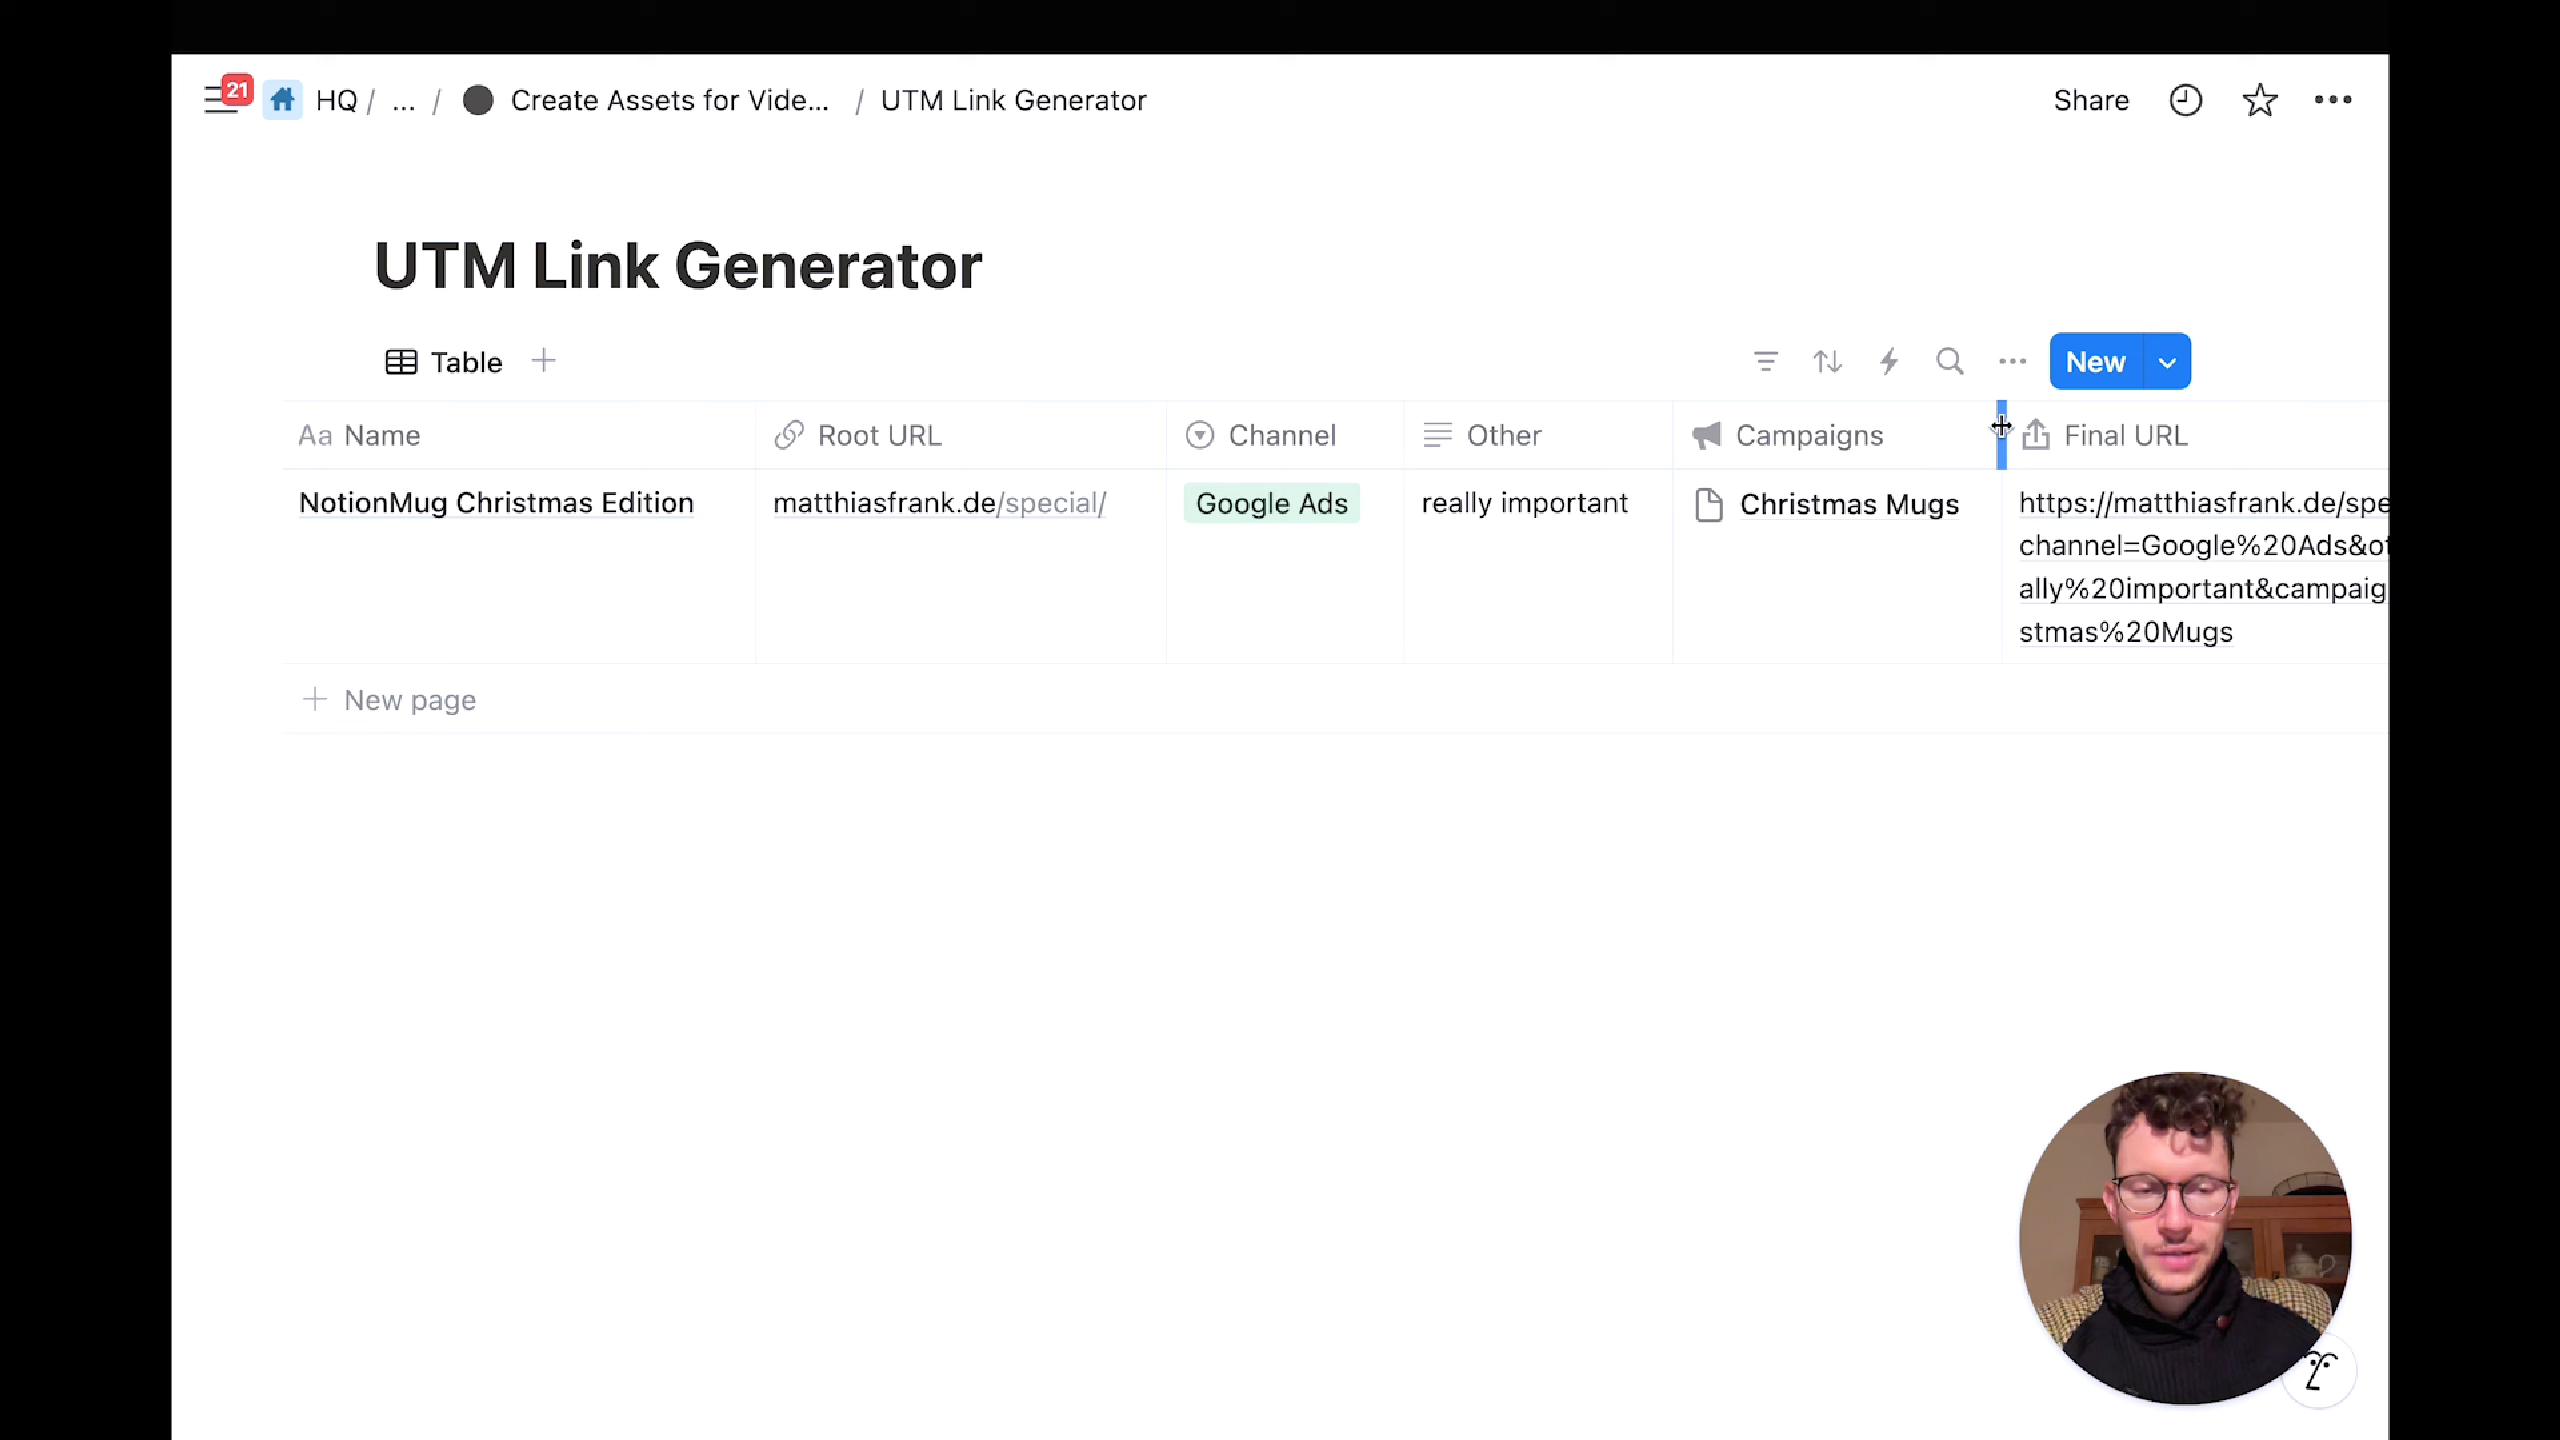 21 HQ / ... / Create Assets for Vide... / UTM Link Generator Share
UTM Link Generator
Table New
Aa Name Root URL Channel Other Campaigns Final URL
NotionMug Christmas Edition matthiasfrank.de/special/ Google Ads really important Christmas Mugs https://matthiasfrank.de/spe
channel=Google%20Ads&ot
ally%20important&campaig
stmas%20Mugs
New page